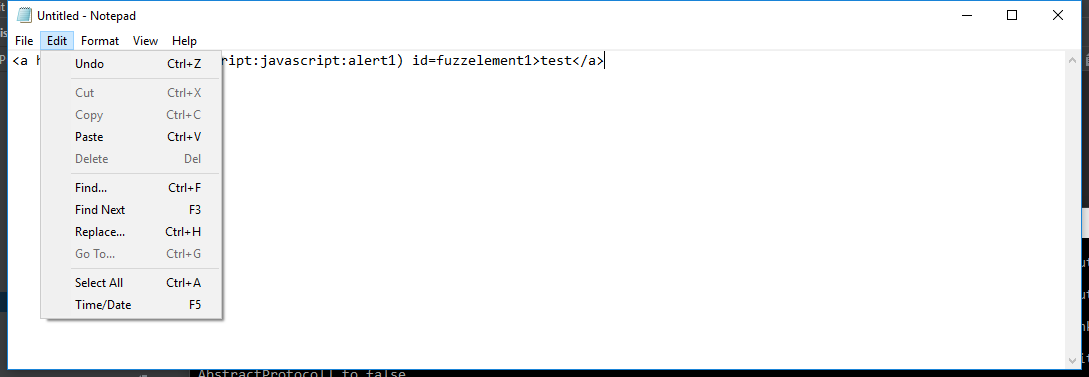 Untitled - Notepad
File Edit Format View Help
<a h ript:javascript:alert1) id=fuzzelement1>test</a>
Undo Ctrl+Z
Cut Ctrl+X
Copy Ctrl+C
Paste Ctrl+V
Delete Del
Find... Ctrl+F
Find Next F3
Replace... Ctrl+H
Go To... Ctrl+G
Select All Ctrl+A
Time/Date F5
AbstractProtocol] to false